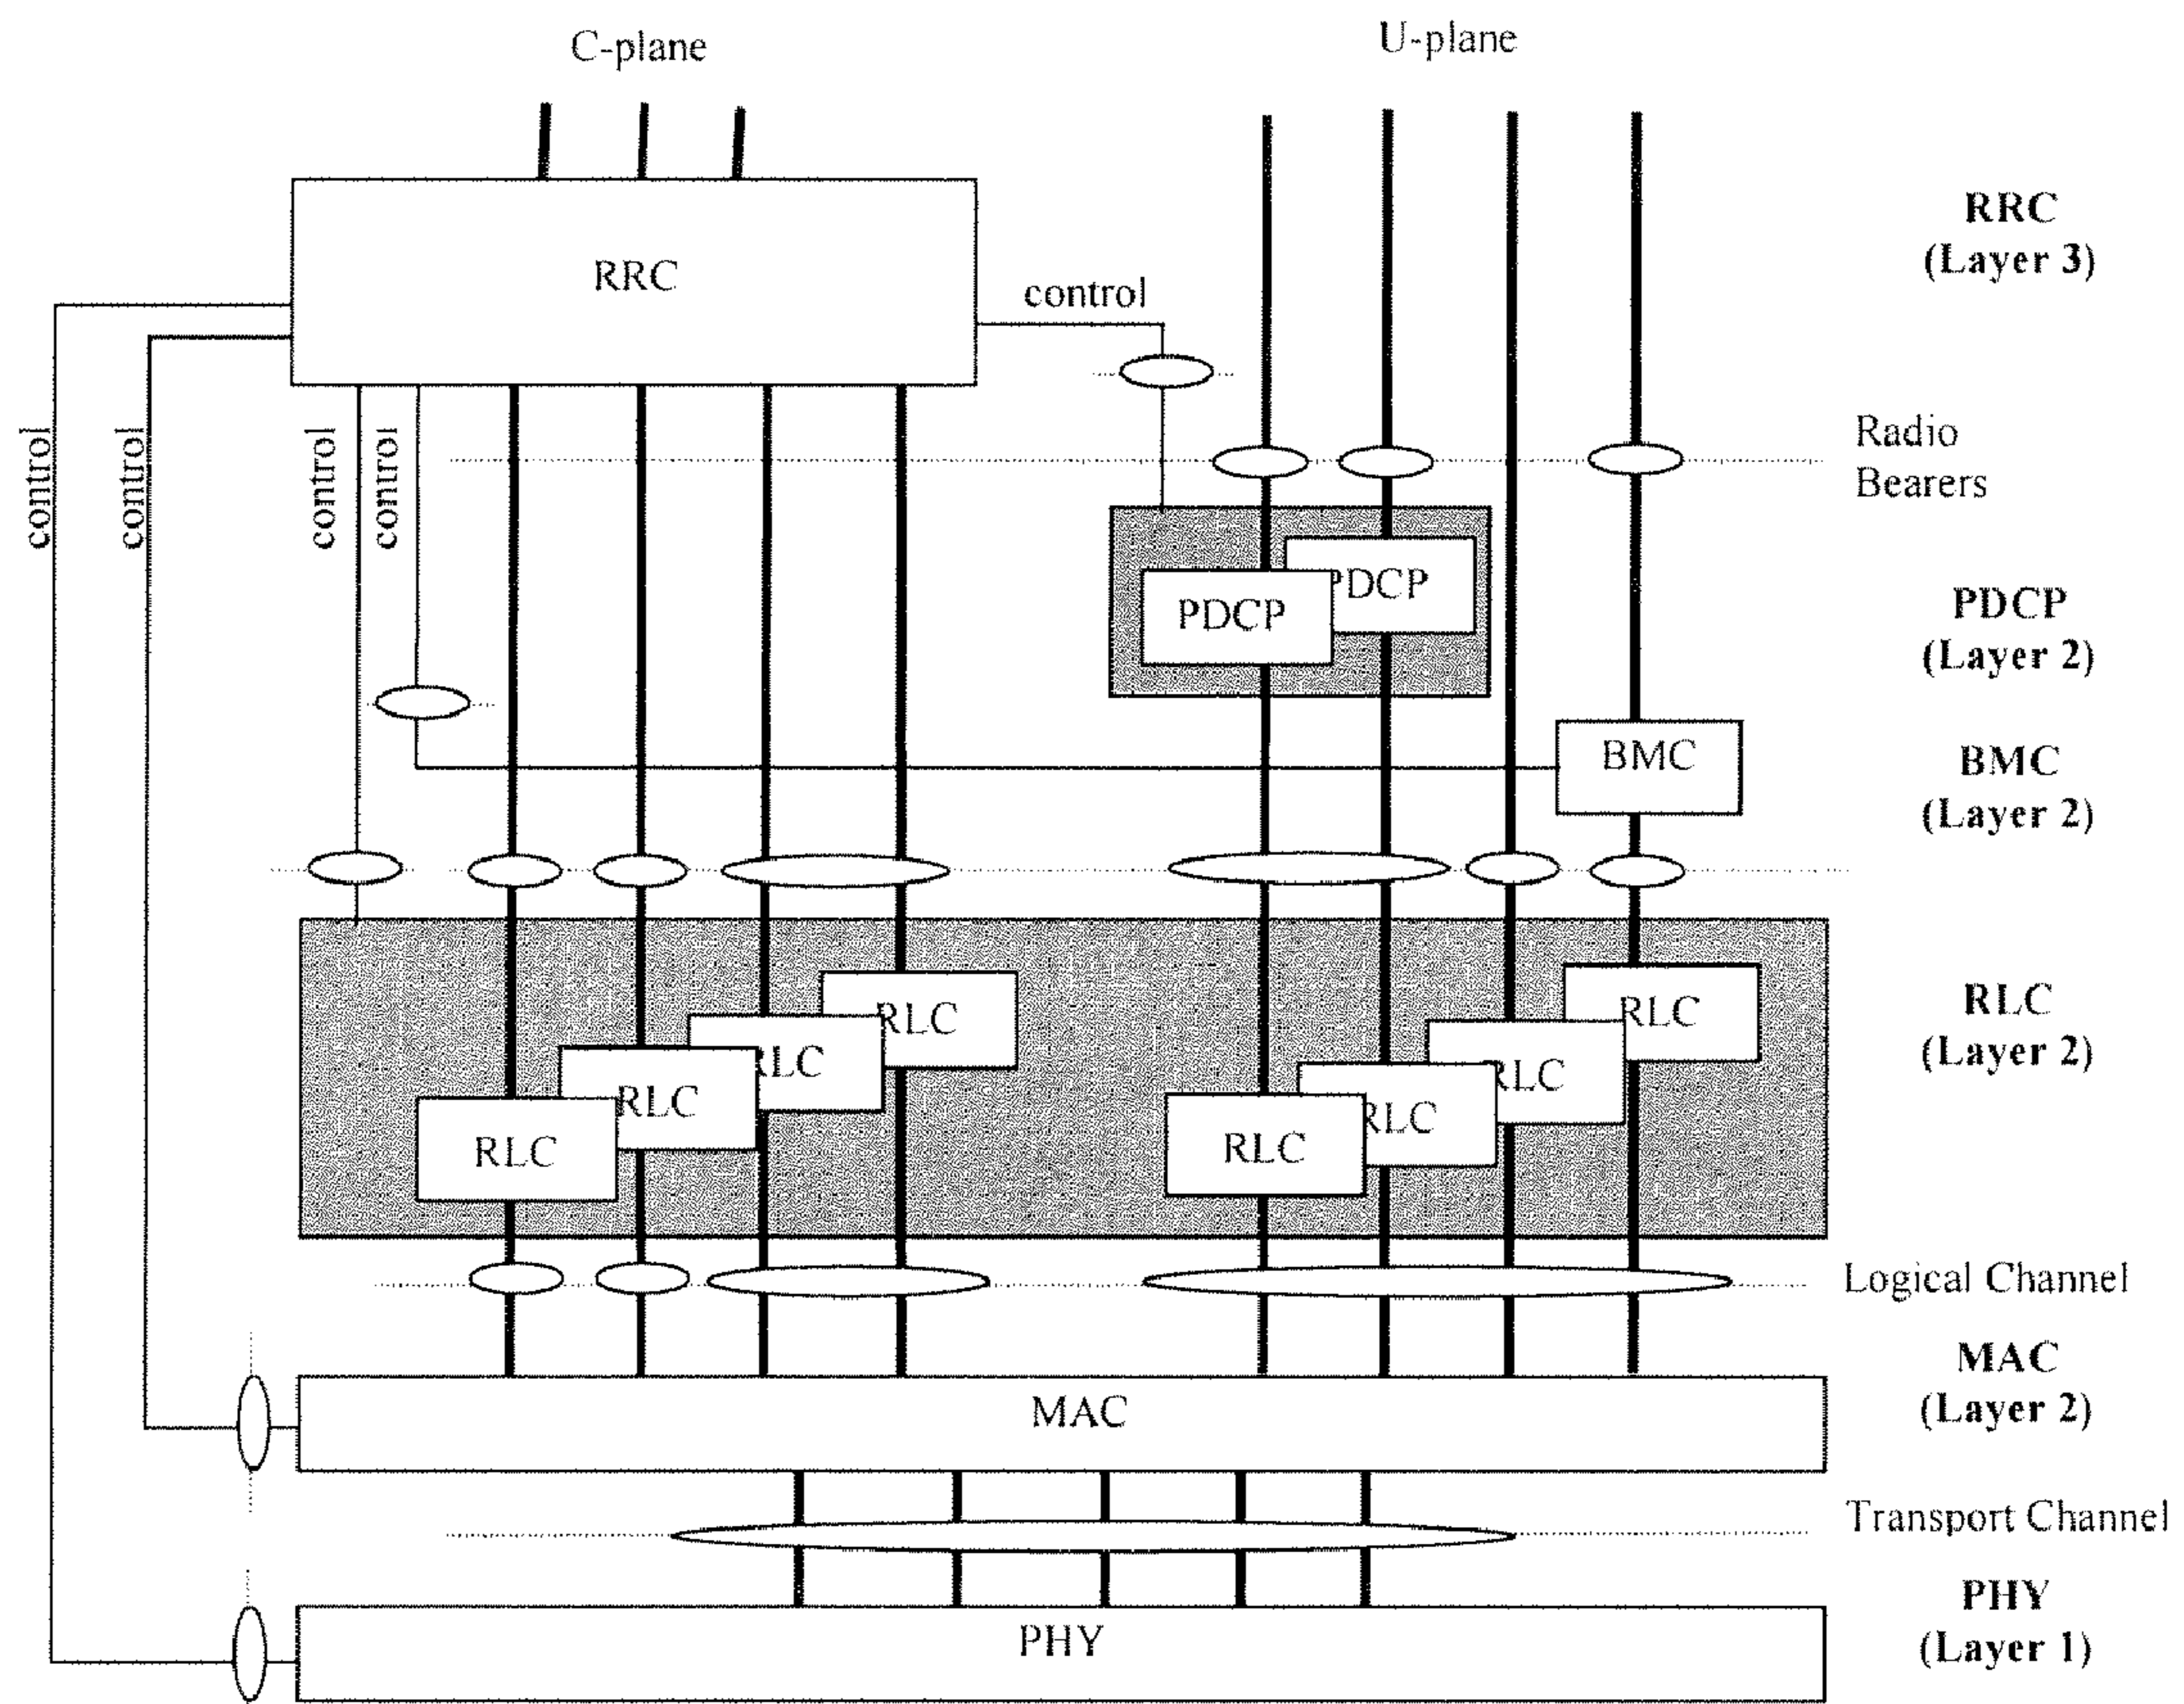 C-plane
U-plane
RRC
RRC
(Layer 3)
control
control
control
control
control
Radio
Bearers
PDCP
PDCP
PDCP
(Layer 2)
BMC
BMC
(Layer 2)
RLC
RLC
RLC
RLC
RLC
RLC
RLC
RLC
RLC
(Layer 2)
Logical Channel
MAC
MAC
(Layer 2)
Transport Channel
PHY
PHY
(Layer 1)